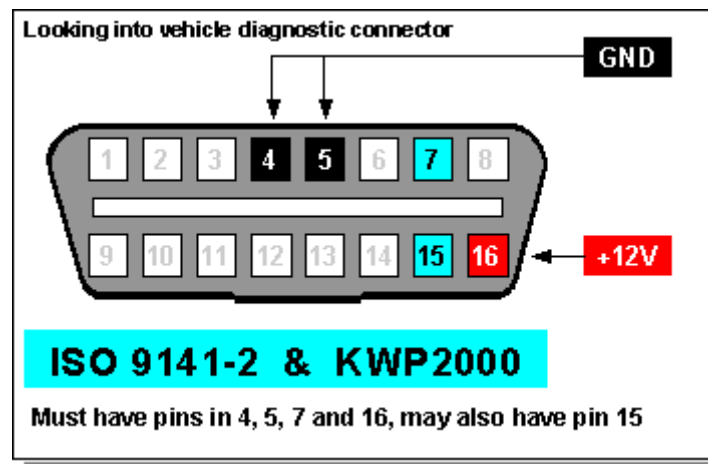 Looking into vehicle diagnostic connector
GND
1 2 3 4 5 6 7 8
9 10 11 12 13 14 15 16
+12V
ISO 9141-2 & KWP2000
Must have pins in 4, 5, 7 and 16, may also have pin 15